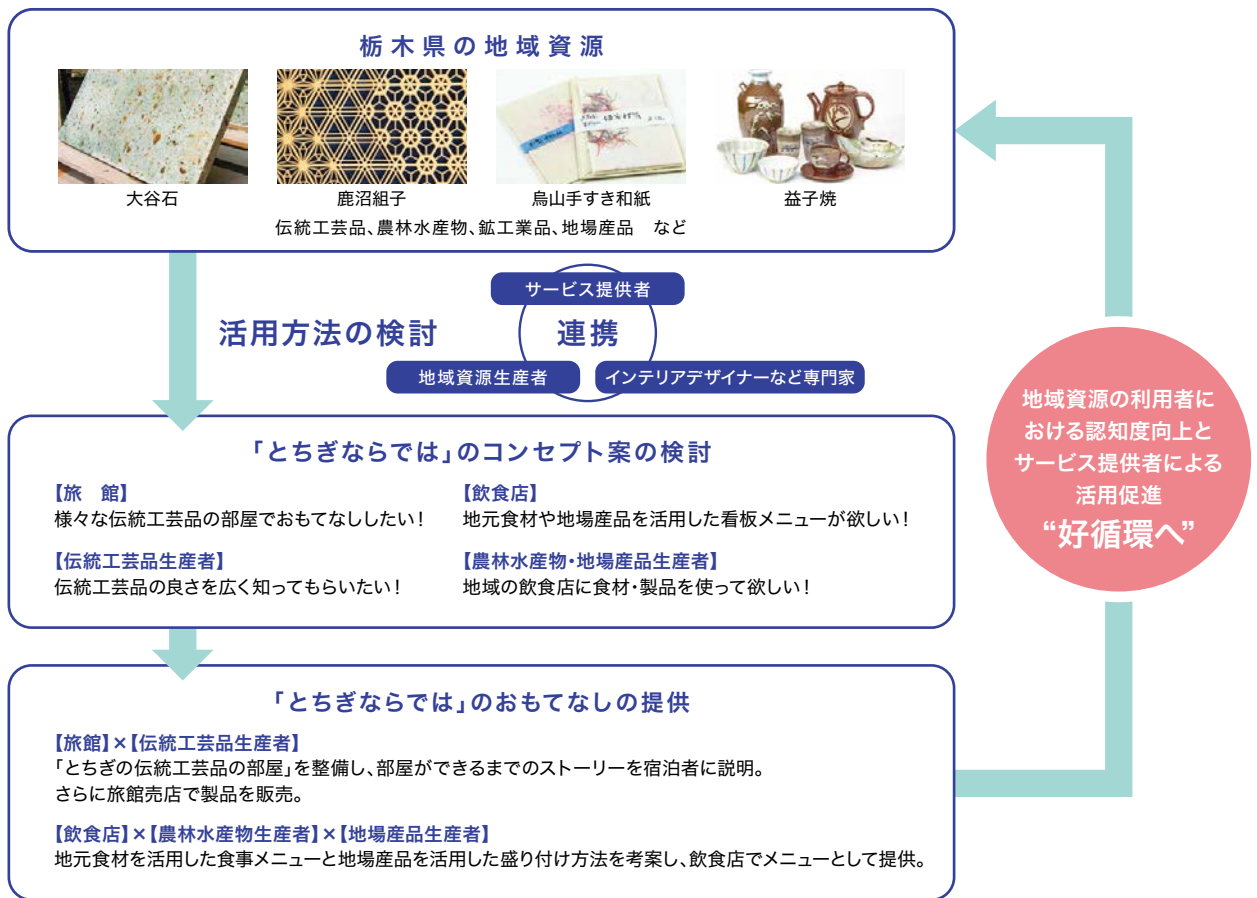 栃木県の地域資源
大谷石
鹿沼組子
烏山手すき和紙
益子焼
伝統工芸品、農林水産物、鉱工業品、地場産品　など
活用方法の検討
サービス提供者
連携
地域資源生産者
インテリアデザイナーなど専門家
「とちぎならでは」のコンセプト案の検討
【旅　館】
様々な伝統工芸品の部屋でおもてなししたい！
【飲食店】
地元食材や地場産品を活用した看板メニューが欲しい！
【伝統工芸品生産者】
伝統工芸品の良さを広く知ってもらいたい！
【農林水産物・地場産品生産者】
地域の飲食店に食材・製品を使って欲しい！
「とちぎならでは」のおもてなしの提供
【旅館】×【伝統工芸品生産者】
「とちぎの伝統工芸品の部屋」を整備し、部屋ができるまでのストーリーを宿泊者に説明。
さらに旅館売店で製品を販売。
【飲食店】×【農林水産物生産者】×【地場産品生産者】
地元食材を活用した食事メニューと地場産品を活用した盛り付け方法を考案し、飲食店でメニューとして提供。
地域資源の利用者に
おける認知度向上と
サービス提供者による
活用促進
“好循環へ”